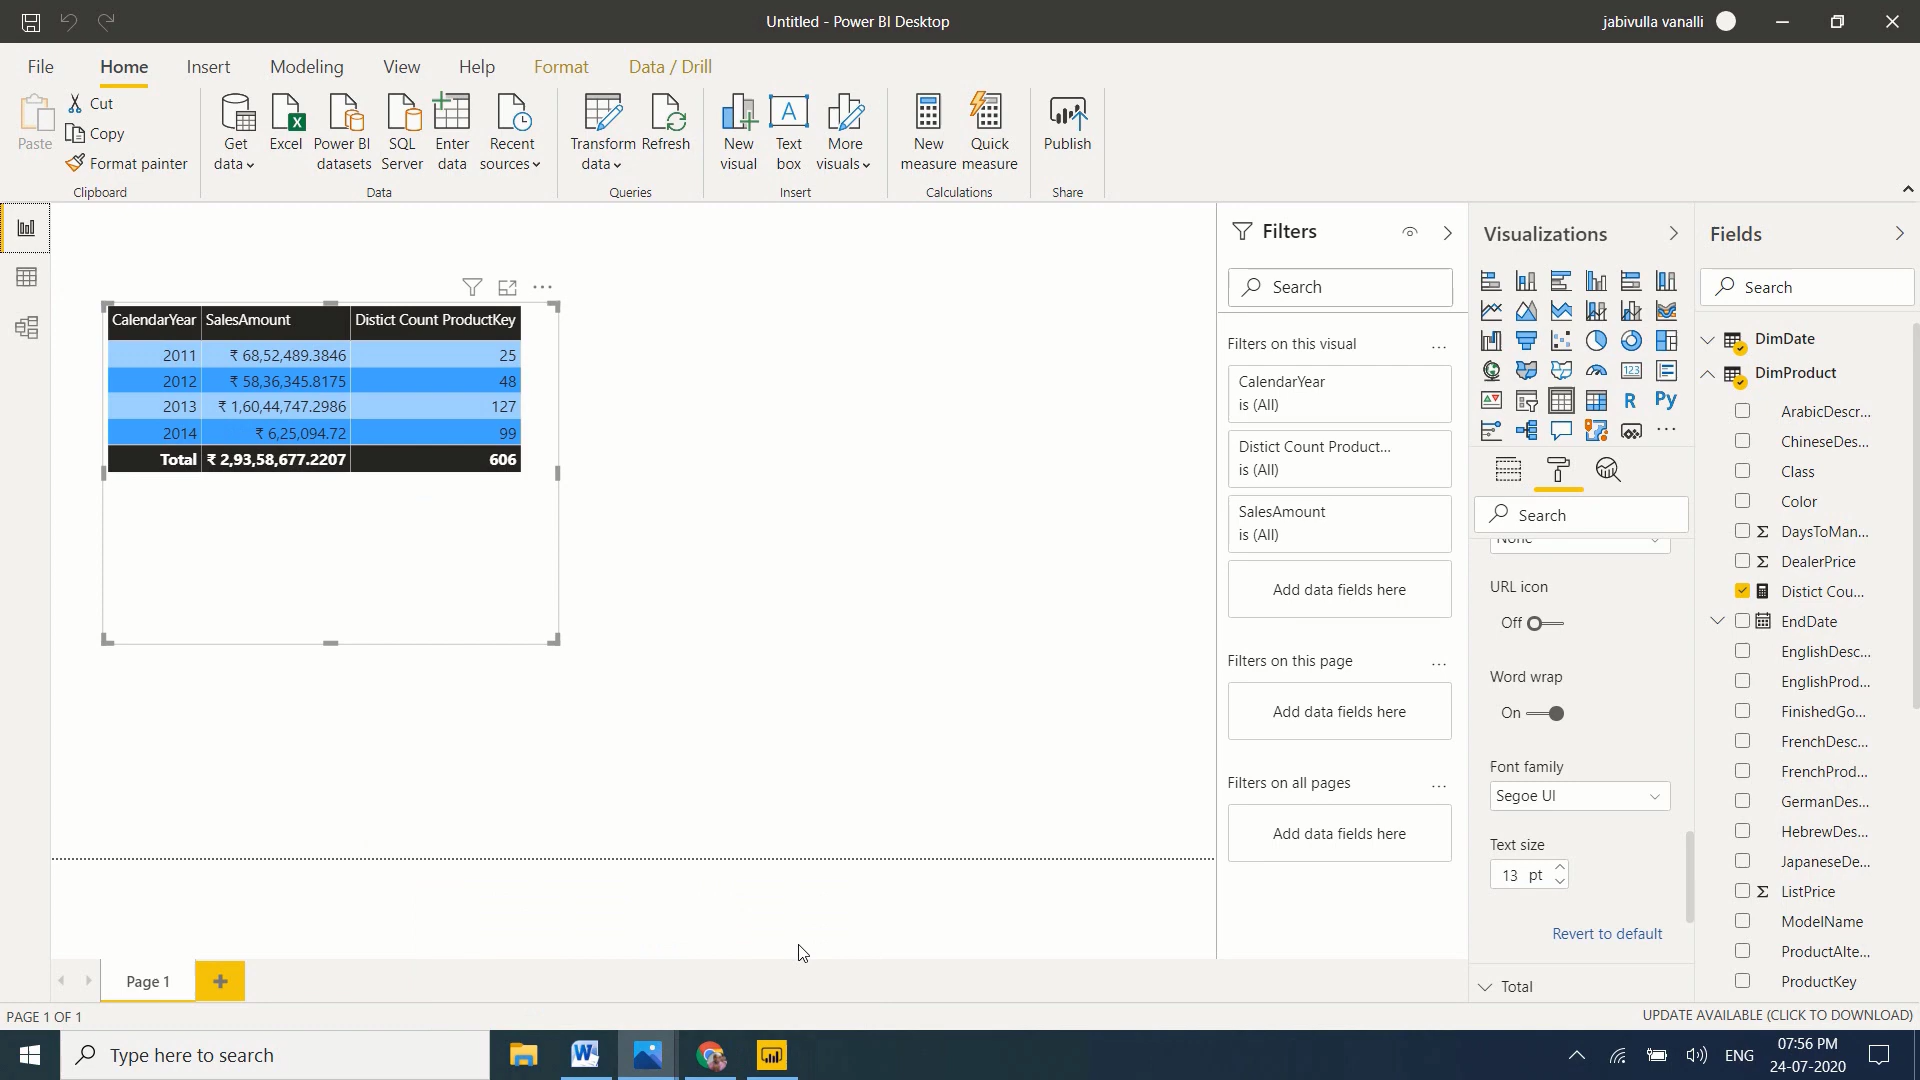 Untitled - Power BI Desktop
jabivulla vanalli
File Home Insert Modeling View Help Format Data / Drill
Paste
Cut
Copy
Format painter
Clipboard
Get data
Excel
Power BI datasets
SQL Server
Enter data
Recent sources
Data
Transform data
Refresh
Queries
New visual
Text box
More visuals
Insert
New measure
Quick measure
Calculations
Publish
Share
CalendarYear SalesAmount Distict Count ProductKey
2011 ₹ 68,52,489.3846 25
2012 ₹ 58,36,345.8175 48
2013 ₹ 1,60,44,747.2986 127
2014 ₹ 6,25,094.72 99
Total ₹ 2,93,58,677.2207 606
Filters
Search
Filters on this visual ...
CalendarYear
is (All)
Distict Count Product...
is (All)
SalesAmount
is (All)
Add data fields here
Filters on this page ...
Add data fields here
Filters on all pages ...
Add data fields here
Visualizations
123
R Py
Search
None
URL icon
Off
Word wrap
On
Font family
Segoe UI
Text size
13 pt
Revert to default
Total
Fields
Search
DimDate
DimProduct
ArabicDescr...
ChineseDes...
Class
Color
Σ DaysToMan...
Σ DealerPrice
Distict Cou...
EndDate
EnglishDesc...
EnglishProd...
FinishedGo...
FrenchDesc...
FrenchProd...
GermanDes...
HebrewDes...
JapaneseDe...
Σ ListPrice
ModelName
ProductAlte...
ProductKey
Page 1
PAGE 1 OF 1
UPDATE AVAILABLE (CLICK TO DOWNLOAD)
Type here to search
ENG
07:56 PM
24-07-2020